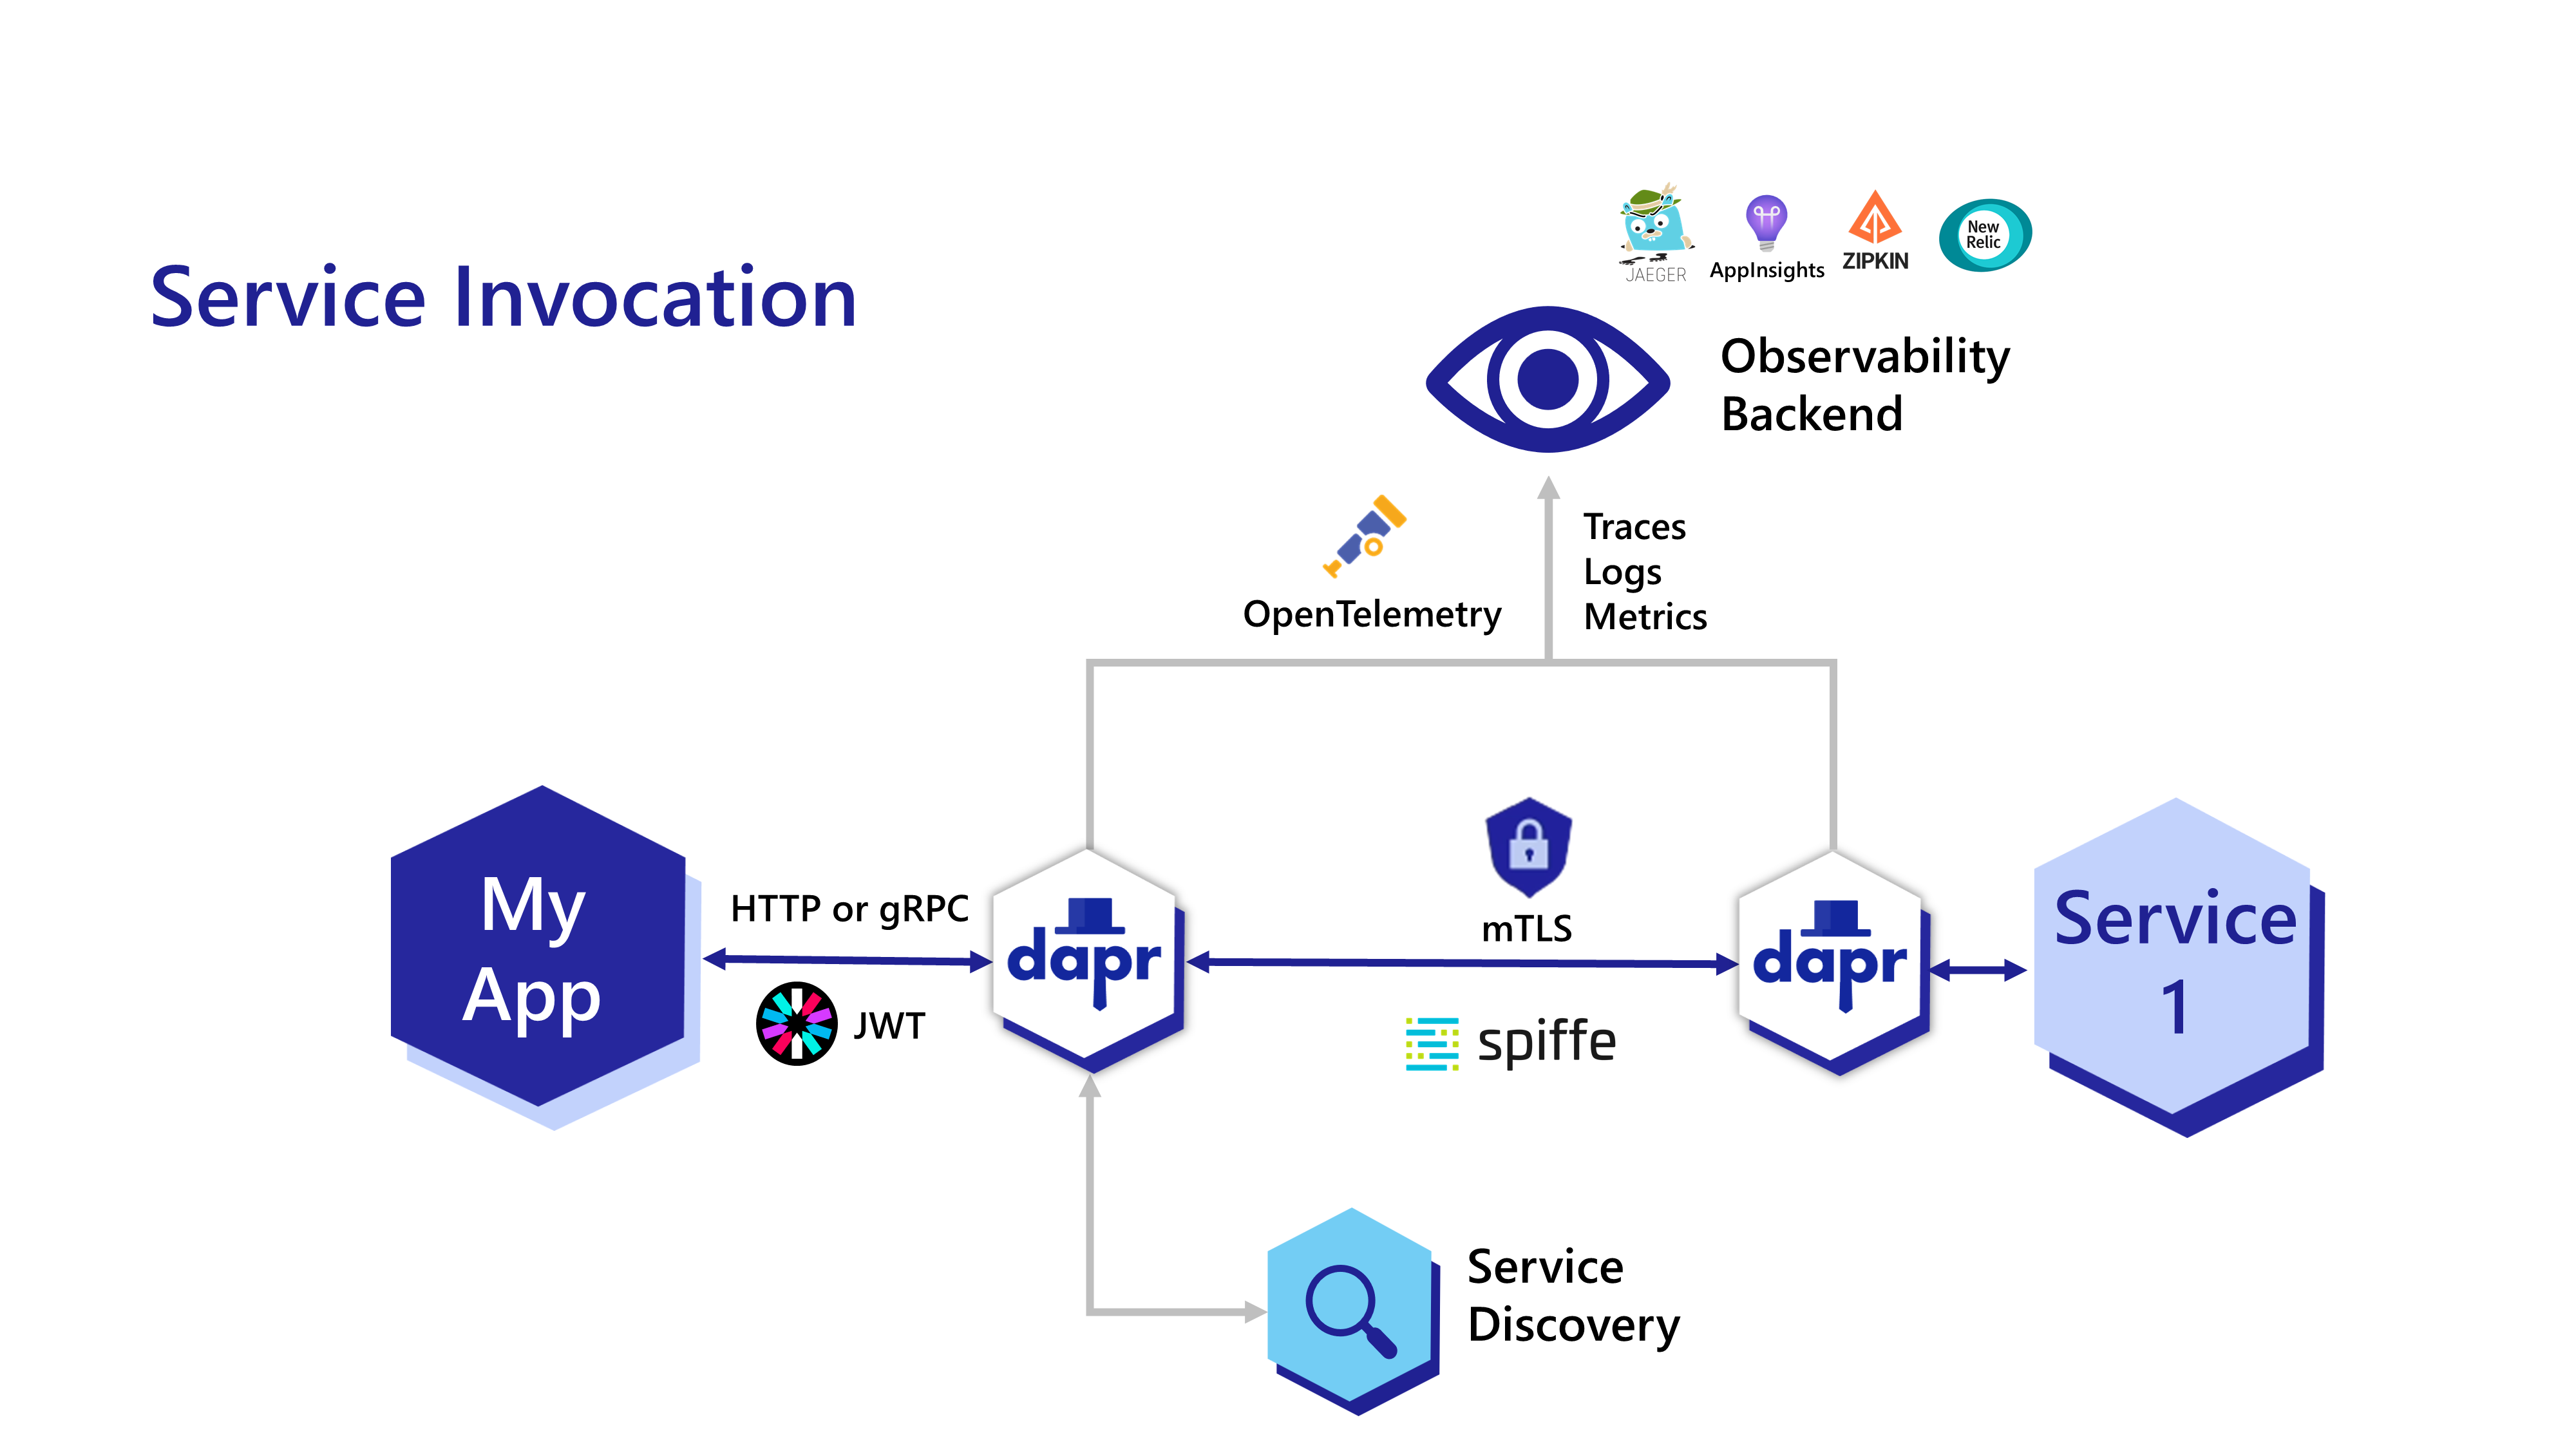 Service Invocation
JAEGER
AppInsights
ZIPKIN
New
Relic
Observability
Backend
OpenTelemetry
Traces
Logs
Metrics
My
App
HTTP or gRPC
JWT
dapr
mTLS
spiffe
dapr
Service
1
Service
Discovery